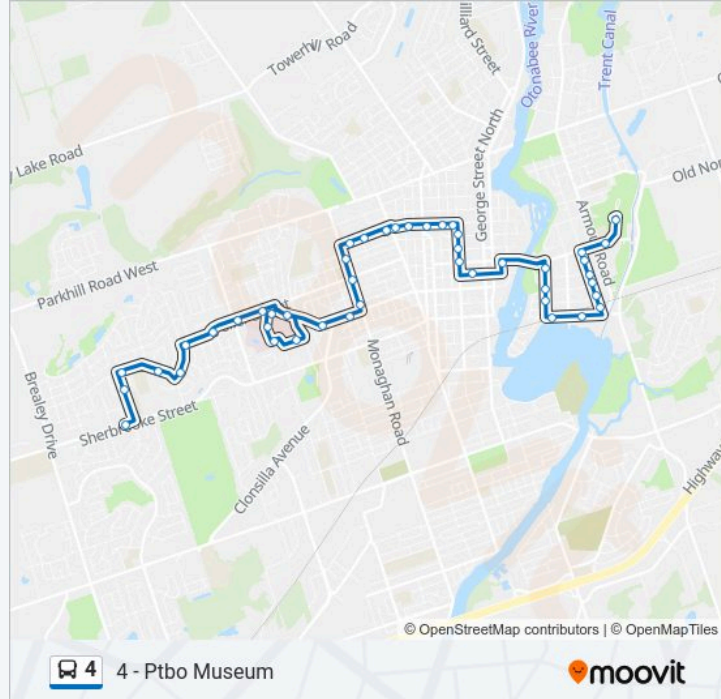 illiard Street
Towerhill Road
Otonabee River
Trent Canal
y Lake Road
George Street North
Old Nor
Armour Road
Parkhill Road West
Monaghan Road
Brealey Drive
Sherbrooke Street
Clonsilla Avenue
Highway
© OpenStreetMap contributors | © OpenMapTiles
4 4 - Ptbo Museum
moovit